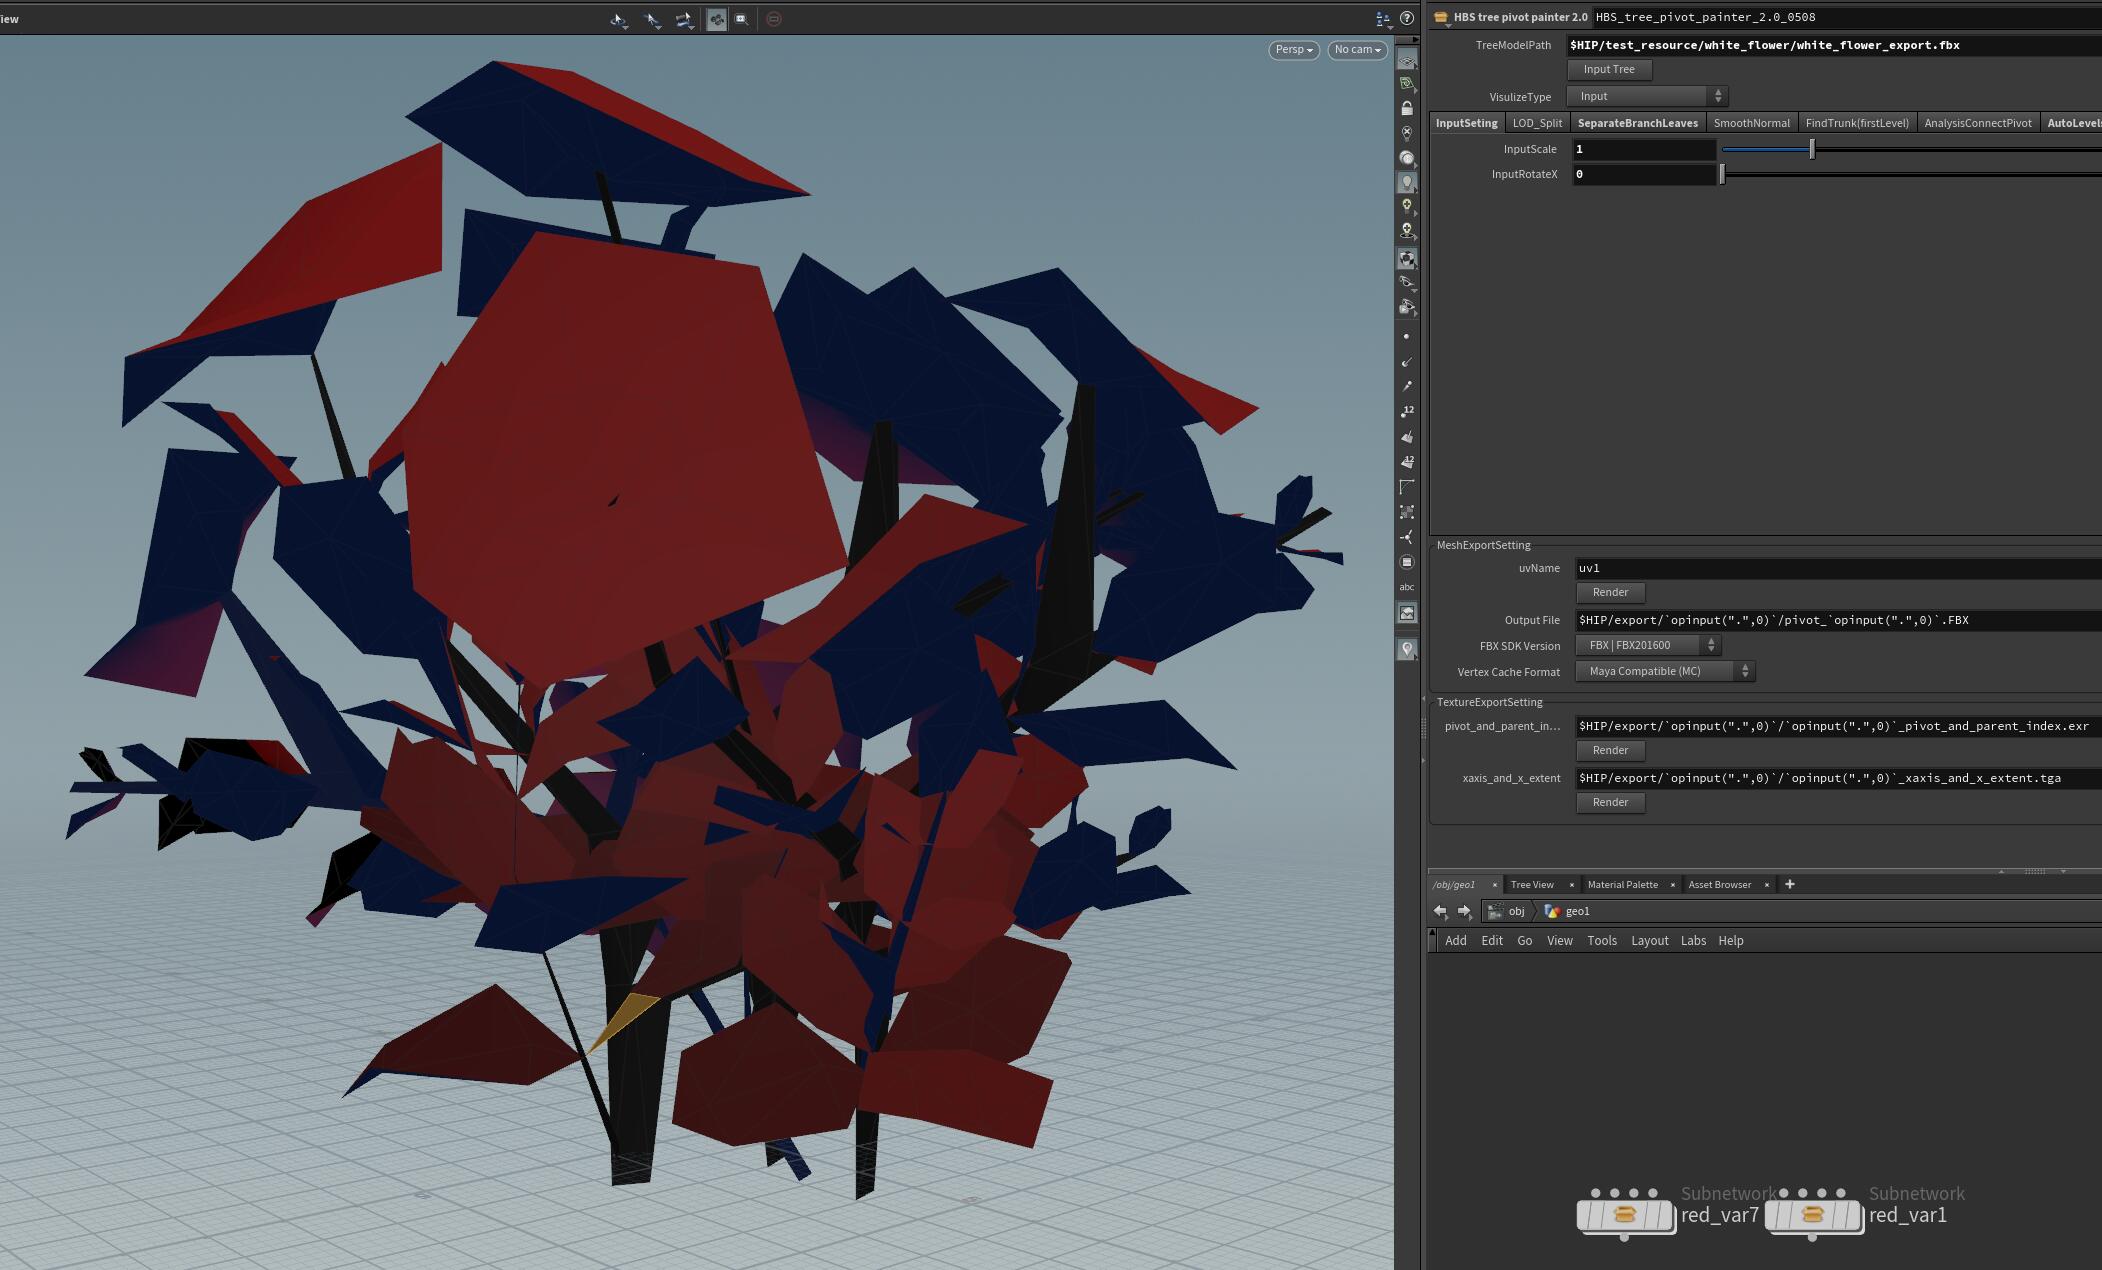 iew
Persp
No cam
12
12
abc
HBS tree pivot painter 2.0 HBS_tree_pivot_painter_2.0_0508
TreeModelPath $HIP/test_resource/white_flower/white_flower_export.fbx
Input Tree
VisulizeType Input
InputSeting LOD_Split SeparateBranchLeaves SmoothNormal FindTrunk(firstLevel) AnalysisConnectPivot AutoLevels
InputScale 1
InputRotateX 0
MeshExportSetting
uvName uv1
Render
Output File $HIP/export/`opinput(".",0)`/pivot_`opinput(".",0)`.FBX
FBX SDK Version FBX | FBX201600
Vertex Cache Format Maya Compatible (MC)
TextureExportSetting
pivot_and_parent_in... $HIP/export/`opinput(".",0)`/`opinput(".",0)`_pivot_and_parent_index.exr
Render
xaxis_and_x_extent $HIP/export/`opinput(".",0)`/`opinput(".",0)`_xaxis_and_x_extent.tga
Render
/obj/geo1 × Tree View × Material Palette × Asset Browser ×
obj geo1
Add Edit Go View Tools Layout Labs Help
Subnetwork
red_var7
Subnetwork
red_var1